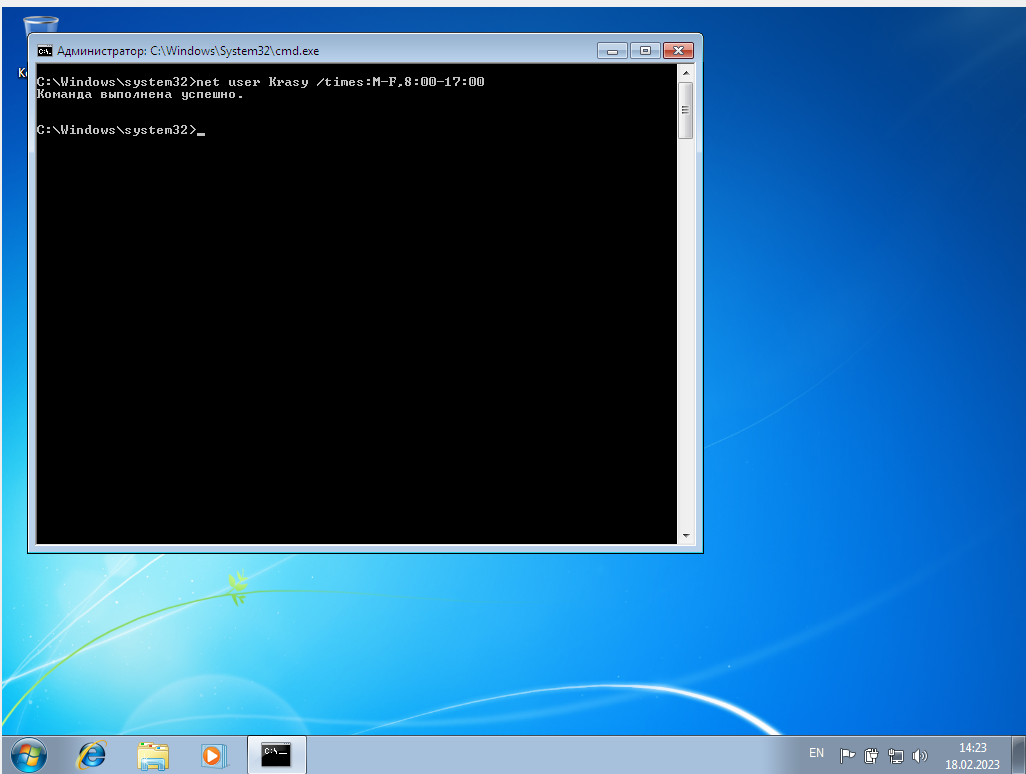 Администратор: C:\Windows\System32\cmd.exe
C:\Windows\system32>net user Krasy /times:M-F,8:00-17:00
Команда выполнена успешно.
C:\Windows\system32>_
EN
14:23
18.02.2023